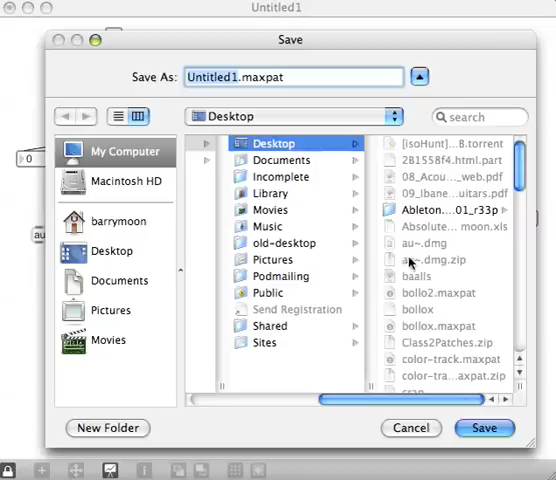 Untitled1
Save
Save As:
Untitled1.maxpat
Desktop
search
My Computer
Macintosh HD
barrymoon
Desktop
Documents
Pictures
Movies
Desktop
Documents
Incomplete
Library
Movies
Music
old-desktop
Pictures
Podmailing
Public
Send Registration
Shared
Sites
[isoHunt]...B.torrent
2B1558f4.html.part
08_Acou..._web.pdf
09_Ibane...uitars.pdf
Ableton....01_r33p
Absolute... moon.xls
au~.dmg
au~.dmg.zip
baalls
bollo2.maxpat
bollox
bollox.maxpat
Class2Patches.zip
color-track.maxpat
color-tra...axpat.zip
0
au
New Folder
Cancel
Save